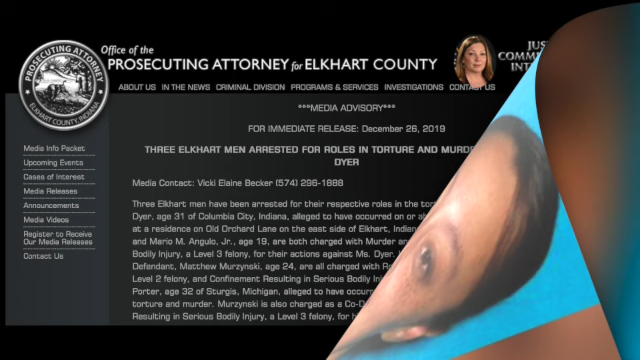 PROSECUTING ATTORNEY
ELKHART COUNTY, INDIANA
Office of the
PROSECUTING ATTORNEY for ELKHART COUNTY
ABOUT US IN THE NEWS CRIMINAL DIVISION PROGRAMS & SERVICES INVESTIGATIONS CONTACT US
***MEDIA ADVISORY***
FOR IMMEDIATE RELEASE: December 26, 2019
THREE ELKHART MEN ARRESTED FOR ROLES IN TORTURE AND MURD
DYER
Media Contact: Vicki Elaine Becker (574) 296-1888
Media Info Packet
Upcoming Events
Cases of Interest
Media Releases
Announcements
Media Videos
Register to Receive
Our Media Releases
Contact Us
Three Elkhart men have been arrested for their respective roles in the tor
Dyer, age 31 of Columbia City, Indiana, alleged to have occurred on or ab
at a residence on Old Orchard Lane on the east side of Elkhart, Indian
and Mario M. Angulo, Jr., age 19, are both charged with Murder an
Bodily Injury, a Level 3 felony, for their actions against Ms. Dyer.
Defendant, Matthew Murzynski, age 24, are all charged with
Level 2 felony, and Confinement Resulting in Serious Bodily In
Porter, age 32 of Sturgis, Michigan, alleged to have occur
torture and murder. Murzynski is also charged as a Co-D
Resulting in Serious Bodily Injury, a Level 3 felony, for h